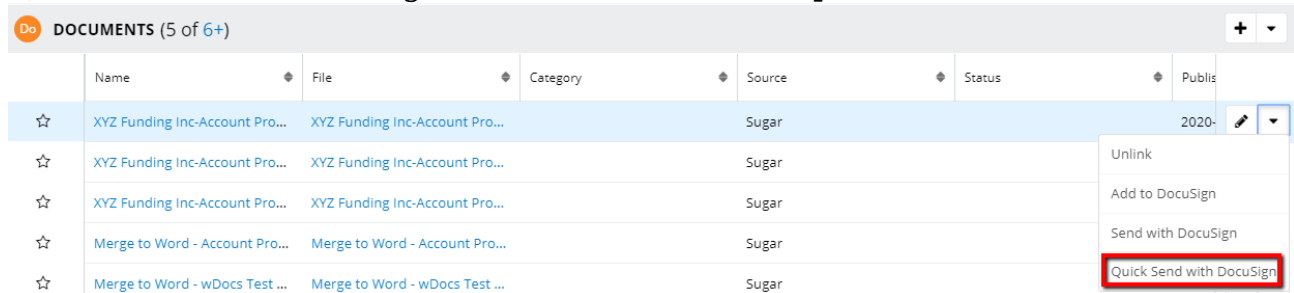 Do DOCUMENTS (5 of 6+)
Name File Category Source Status Publis
XYZ Funding Inc-Account Pro... XYZ Funding Inc-Account Pro... Sugar 2020-
XYZ Funding Inc-Account Pro... XYZ Funding Inc-Account Pro... Sugar
Unlink
XYZ Funding Inc-Account Pro... XYZ Funding Inc-Account Pro... Sugar
Add to DocuSign
Merge to Word - Account Pro... Merge to Word - Account Pro... Sugar
Send with DocuSign
Merge to Word - wDocs Test ... Merge to Word - wDocs Test ... Sugar
Quick Send with DocuSign